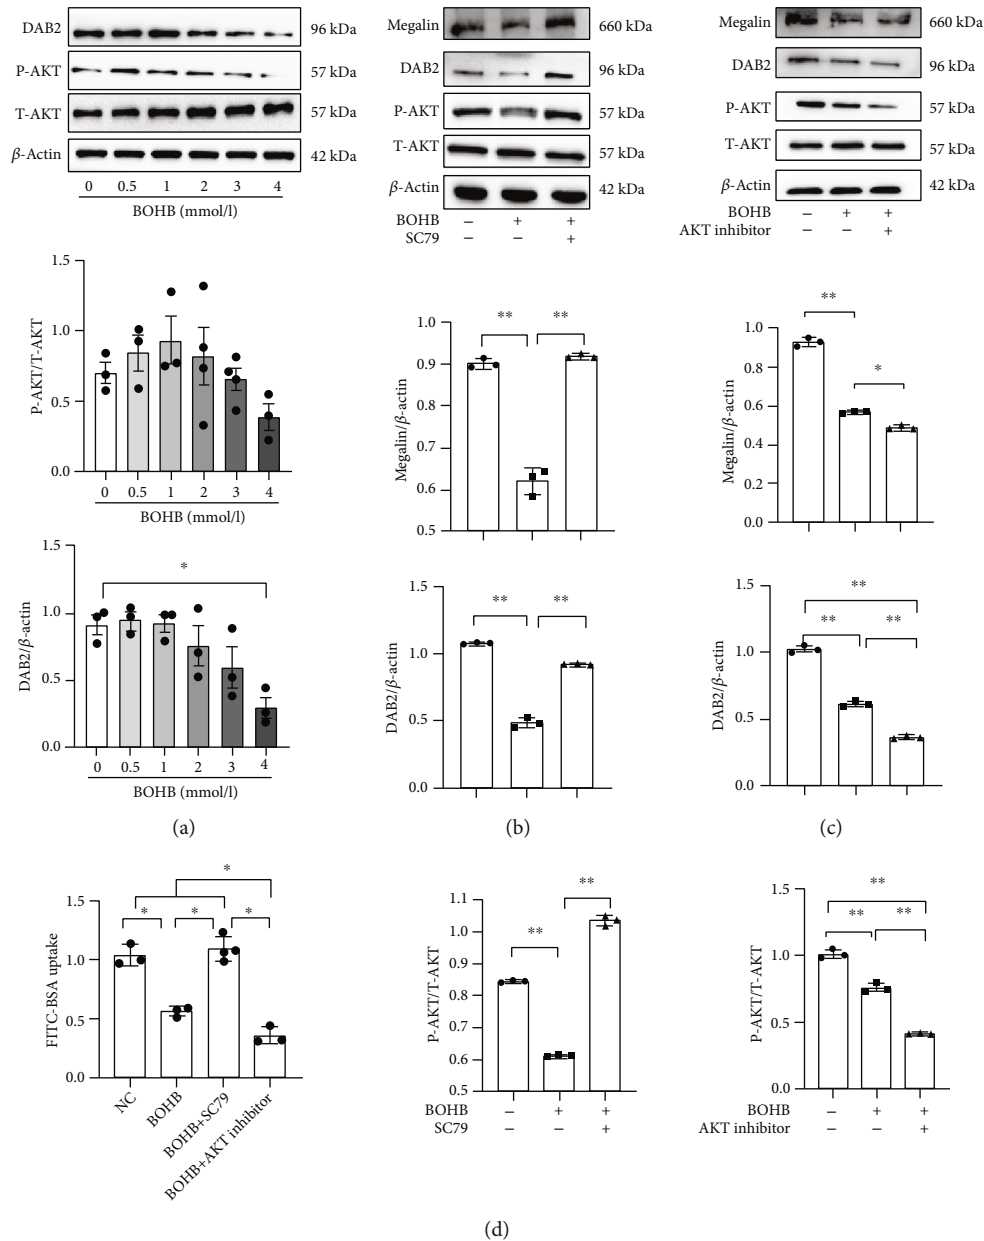 DAB2 96 kDa
P-AKT 57 kDa
T-AKT 57 kDa
β-Actin 42 kDa
0 0.5 1 2 3 4
BOHB (mmol/l)
P-AKT/T-AKT
1.5
1.0
0.5
0.0
0 0.5 1 2 3 4
BOHB (mmol/l)
DAB2/β-actin
1.5
1.0
0.5
0.0
*
0 0.5 1 2 3 4
BOHB (mmol/l)
(a)
Megalin 660 kDa
DAB2 96 kDa
P-AKT 57 kDa
T-AKT 57 kDa
β-Actin 42 kDa
BOHB – + +
SC79 – – +
Megalin/β-actin
1.0
0.9
0.8
0.7
0.6
0.5
** **
DAB2/β-actin
1.5
1.0
0.5
0.0
** **
(b)
Megalin 660 kDa
DAB2 96 kDa
P-AKT 57 kDa
T-AKT 57 kDa
β-Actin 42 kDa
BOHB – + +
AKT inhibitor – – +
Megalin/β-actin
1.0
0.8
0.6
0.4
0.2
0.0
**
*
DAB2/β-actin
1.5
1.0
0.5
0.0
**
** **
(c)
FITC-BSA uptake
1.5
1.0
0.5
0.0
*
* * *
NC
BOHB
BOHB+SC79
BOHB+AKT inhibitor
P-AKT/T-AKT
1.1
1.0
0.9
0.8
0.7
0.6
0.5
**
**
BOHB – + +
SC79 – – +
P-AKT/T-AKT
1.5
1.0
0.5
0.0
**
** **
BOHB – + +
AKT inhibitor – – +
(d)